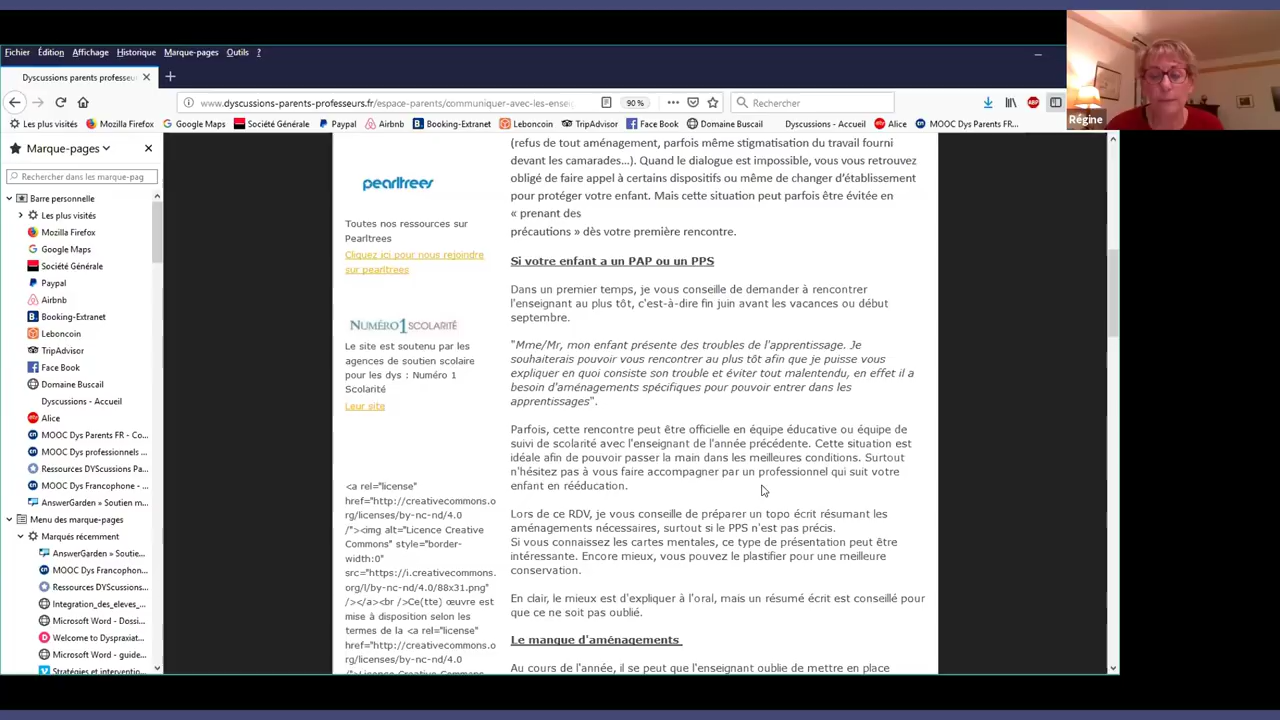 Fichier Édition Affichage Historique Marque-pages Outils ?
Dyscussions parents professeur
www.dyscussions-parents-professeurs.fr/espace-parents/communiquer-avec-les-ensei
90 %
Rechercher
Les plus visités Mozilla Firefox Google Maps Société Générale Paypal Airbnb Booking-Extranet Leboncoin TripAdvisor Face Book Domaine Buscail Dyscussions - Accueil Alice MOOC Dys Parents FR...
Régine
Marque-pages
Rechercher dans les marque-pag
Barre personnelle
Les plus visités
Mozilla Firefox
Google Maps
Société Générale
Paypal
Airbnb
Booking-Extranet
Leboncoin
TripAdvisor
Face Book
Domaine Buscail
Dyscussions - Accueil
Alice
MOOC Dys Parents FR - Co...
MOOC Dys professionnels ...
Ressources DYScussions Pa...
MOOC Dys Francophone - ...
AnswerGarden » Soutien m...
Menu des marque-pages
Marqués récemment
AnswerGarden » Soutie...
MOOC Dys Francophon...
Ressources DYScussion...
Integration_des_eleves_...
Microsoft Word - Dossi...
Welcome to Dyspraxiat...
Microsoft Word - guide...
Stratégies et interventio...
pearltrees
Toutes nos ressources sur
Pearltrees
Cliquez ici pour nous rejoindre
sur pearltrees
NUMÉRO1SCOLARITÉ
Le site est soutenu par les
agences de soutien scolaire
pour les dys : Numéro 1
Scolarité
Leur site
<a rel="license"
href="http://creativecommons.o
rg/licenses/by-nc-nd/4.0
/"><img alt="Licence Creative
Commons" style="border-
width:0"
src="https://i.creativecommons.
org/l/by-nc-nd/4.0/88x31.png"
/></a><br />Ce(tte) œuvre est
mise à disposition selon les
termes de la <a rel="license"
href="http://creativecommons.o
rg/licenses/by-nc-nd/4.0
/">Licence Creative Commons
(refus de tout aménagement, parfois même stigmatisation du travail fourni
devant les camarades...). Quand le dialogue est impossible, vous vous retrouvez
obligé de faire appel à certains dispositifs ou même de changer d'établissement
pour protéger votre enfant. Mais cette situation peut parfois être évitée en
« prenant des
précautions » dès votre première rencontre.
Si votre enfant a un PAP ou un PPS
Dans un premier temps, je vous conseille de demander à rencontrer
l'enseignant au plus tôt, c'est-à-dire fin juin avant les vacances ou début
septembre.
"Mme/Mr, mon enfant présente des troubles de l'apprentissage. Je
souhaiterais pouvoir vous rencontrer au plus tôt afin que je puisse vous
expliquer en quoi consiste son trouble et éviter tout malentendu, en effet il a
besoin d'aménagements spécifiques pour pouvoir entrer dans les
apprentissages".
Parfois, cette rencontre peut être officielle en équipe éducative ou équipe de
suivi de scolarité avec l'enseignant de l'année précédente. Cette situation est
idéale afin de pouvoir passer la main dans les meilleures conditions. Surtout
n'hésitez pas à vous faire accompagner par un professionnel qui suit votre
enfant en rééducation.
Lors de ce RDV, je vous conseille de préparer un topo écrit résumant les
aménagements nécessaires, surtout si le PPS n'est pas précis.
Si vous connaissez les cartes mentales, ce type de présentation peut être
intéressante. Encore mieux, vous pouvez le plastifier pour une meilleure
conservation.
En clair, le mieux est d'expliquer à l'oral, mais un résumé écrit est conseillé pour
que ce ne soit pas oublié.
Le manque d'aménagements
Au cours de l'année, il se peut que l'enseignant oublie de mettre en place